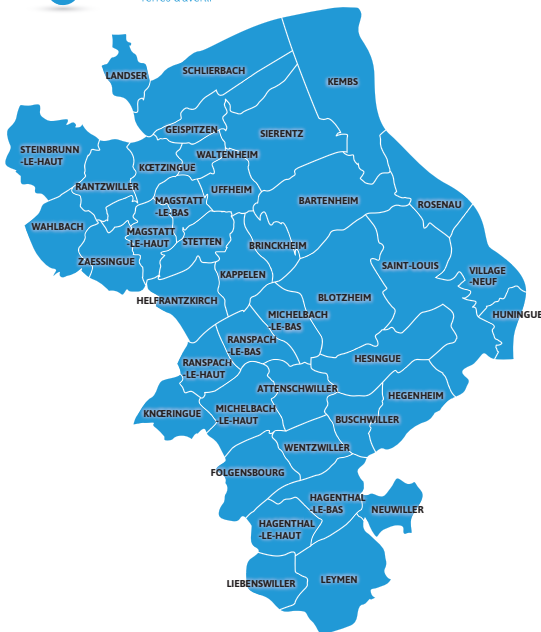 Terres d'avenir
SCHLIERBACH
LANDSER
KEMBS
GEISPITZEN
SIERENTZ
STEINBRUNN
-LE-HAUT
WALTENHEIM
KŒTZINGUE
RANTZWILLER
UFFHEIM
MAGSTATT
-LE-BAS
BARTENHEIM
ROSENAU
WAHLBACH
MAGSTATT
-LE-HAUT
STETTEN
BRINCKHEIM
ZAESSINGUE
SAINT-LOUIS
VILLAGE
-NEUF
KAPPELEN
HELFRANTZKIRCH
BLOTZHEIM
HUNINGUE
MICHELBACH
-LE-BAS
RANSPACH
-LE-BAS
HESINGUE
RANSPACH
-LE-HAUT
ATTENSCHWILLER
HEGENHEIM
KNŒRINGUE
MICHELBACH
-LE-HAUT
BUSCHWILLER
WENTZWILLER
FOLGENSBOURG
HAGENTHAL
-LE-BAS
NEUWILLER
HAGENTHAL
-LE-HAUT
LIEBENSWILLER
LEYMEN